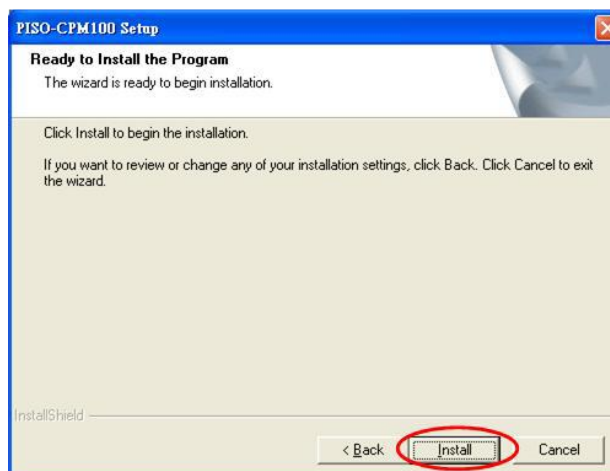 PISO-CPM100 Setup
Ready to Install the Program
The wizard is ready to begin installation.
Click Install to begin the installation.
If you want to review or change any of your installation settings, click Back. Click Cancel to exit
the wizard.
InstallShield
< Back
Install
Cancel